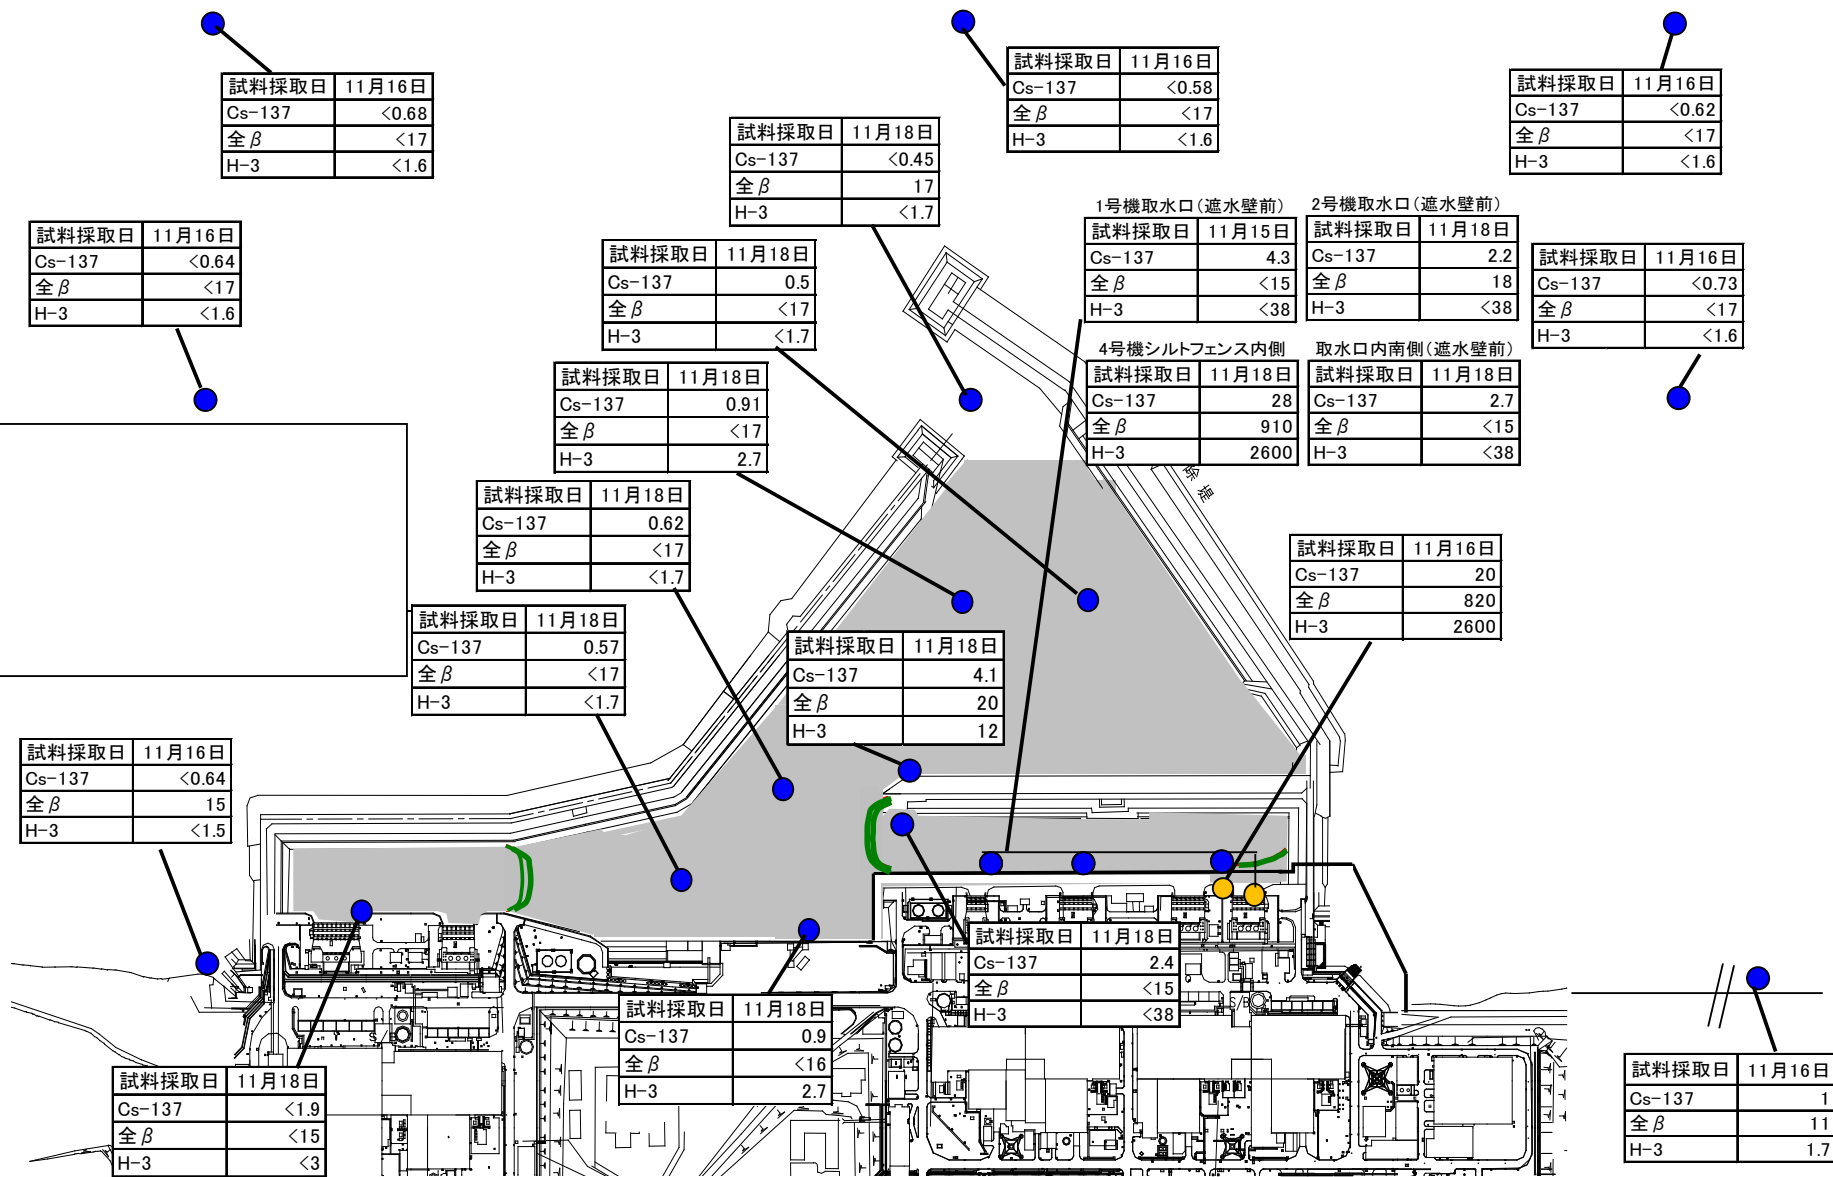 試料採取日 11月16日
Cs-137 <0.68
全β <17
H-3 <1.6
試料採取日 11月16日
Cs-137 <0.58
全β <17
H-3 <1.6
試料採取日 11月16日
Cs-137 <0.62
全β <17
H-3 <1.6
試料採取日 11月18日
Cs-137 <0.45
全β 17
H-3 <1.7
試料採取日 11月16日
Cs-137 <0.64
全β <17
H-3 <1.6
試料採取日 11月18日
Cs-137 0.5
全β <17
H-3 <1.7
1号機取水口(遮水壁前)
試料採取日 11月15日
Cs-137 4.3
全β <15
H-3 <38
2号機取水口(遮水壁前)
試料採取日 11月18日
Cs-137 2.2
全β 18
H-3 <38
試料採取日 11月16日
Cs-137 <0.73
全β <17
H-3 <1.6
4号機シルトフェンス内側
試料採取日 11月18日
Cs-137 28
全β 910
H-3 2600
取水口内南側(遮水壁前)
試料採取日 11月18日
Cs-137 2.7
全β <15
H-3 <38
試料採取日 11月18日
Cs-137 0.91
全β <17
H-3 2.7
除堤
試料採取日 11月18日
Cs-137 0.62
全β <17
H-3 <1.7
試料採取日 11月16日
Cs-137 20
全β 820
H-3 2600
試料採取日 11月18日
Cs-137 0.57
全β <17
H-3 <1.7
試料採取日 11月18日
Cs-137 4.1
全β 20
H-3 12
試料採取日 11月16日
Cs-137 <0.64
全β 15
H-3 <1.5
試料採取日 11月18日
Cs-137 2.4
全β <15
H-3 <38
S/B
試料採取日 11月18日
Cs-137 0.9
全β <16
H-3 2.7
試料採取日 11月18日
Cs-137 <1.9
全β <15
H-3 <3
試料採取日 11月16日
Cs-137 1
全β 11
H-3 1.7